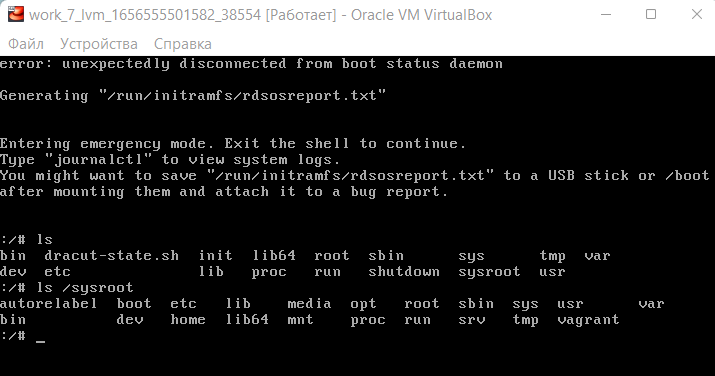 work_7_lvm_1656555501582_38554 [Работает] - Oracle VM VirtualBox
Файл Устройства Справка
error: unexpectedly disconnected from boot status daemon
Generating "/run/initramfs/rdsosreport.txt"
Entering emergency mode. Exit the shell to continue.
Type "journalctl" to view system logs.
You might want to save "/run/initramfs/rdsosreport.txt" to a USB stick or /boot
after mounting them and attach it to a bug report.
:/# ls
bin dracut-state.sh init lib64 root sbin sys tmp var
dev etc lib proc run shutdown sysroot usr
:/# ls /sysroot
autorelabel boot etc lib media opt root sbin sys usr var
bin dev home lib64 mnt proc run srv tmp vagrant
:/# _